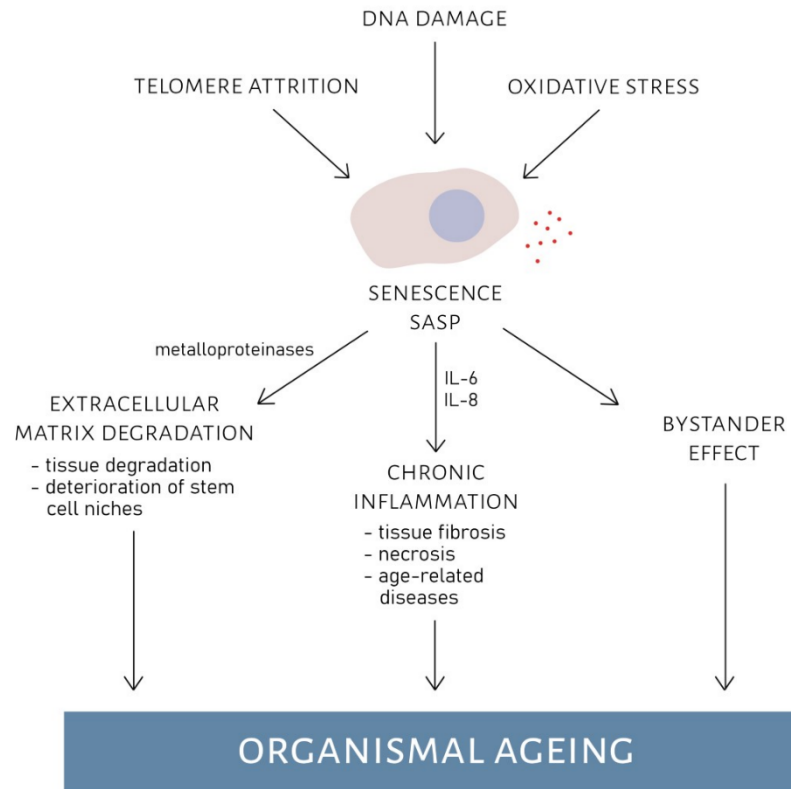 DNA DAMAGE
TELOMERE ATTRITION
OXIDATIVE STRESS
SENESCENCE
SASP
metalloproteinases
IL-6
IL-8
EXTRACELLULAR
MATRIX DEGRADATION
- tissue degradation
- deterioration of stem
cell niches
CHRONIC
INFLAMMATION
- tissue fibrosis
- necrosis
- age-related
diseases
BYSTANDER
EFFECT
ORGANISMAL AGEING